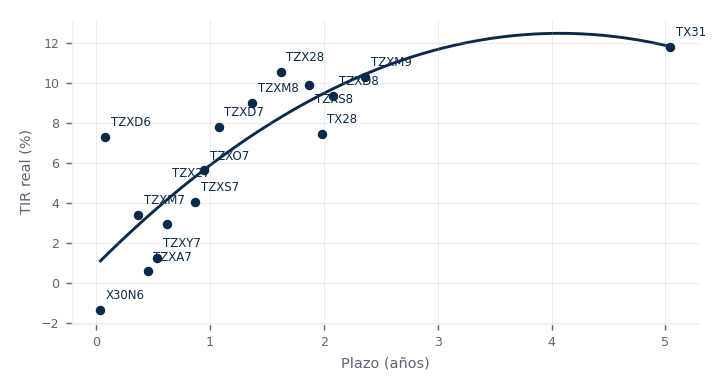 TX31
12
TZXM9
TZX28
TZXD8
10
TZXM8
TZXS8
TZXD7
TX28
8
TZXD6
TZXO7
6
TZX27
TZXS7
4
TZXM7
2
TZXY7
TZXA7
0
X30N6
−2
0 1 2 3 4 5
Plazo (años)
TIR real (%)